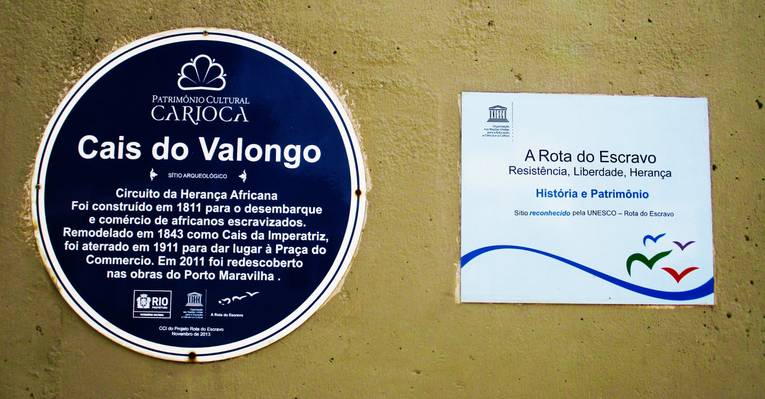 PATRIMÔNIO CULTURAL
CARIOCA
Cais do Valongo
SÍTIO ARQUEOLÓGICO
Circuito da Herança Africana
Foi construído em 1811 para o desembarque
e comércio de africanos escravizados.
Remodelado em 1843 como Cais da Imperatriz,
foi aterrado em 1911 para dar lugar à Praça do
Commercio. Em 2011 foi redescoberto
nas obras do Porto Maravilha .
RIO
A Rota do Escravo
CCI do Projeto Rota do Escravo
Novembro de 2013
A Rota do Escravo
Resistência, Liberdade, Herança
História e Patrimônio
Sítio reconhecido pela UNESCO – Rota do Escravo